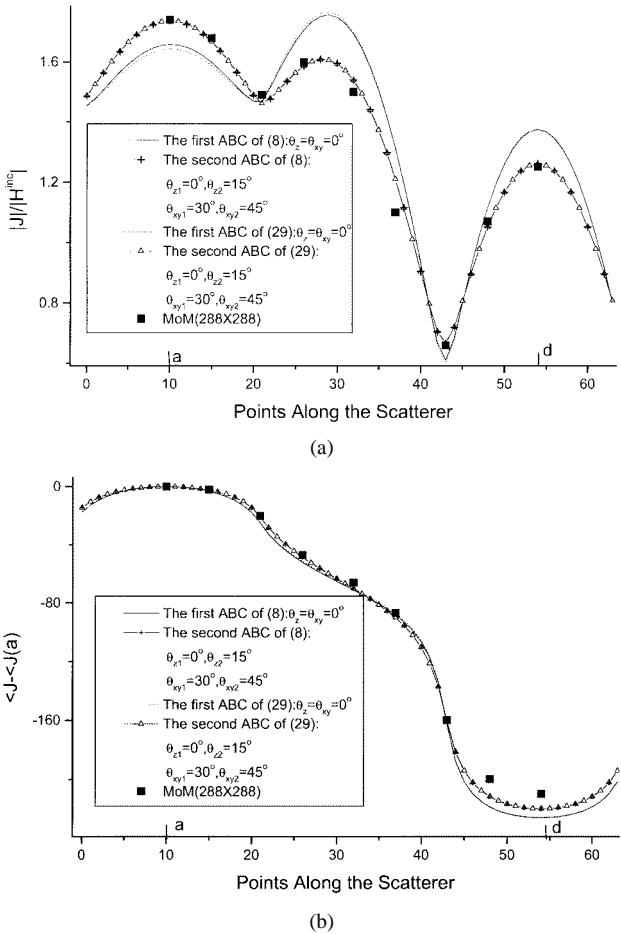 1.6
1.2
0.8
|J|/|H^inc|
The first ABC of (8):θz=θxy=0°
The second ABC of (8):
θz1=0°,θz2=15°
θxy1=30°,θxy2=45°
The first ABC of (29):θz=θxy=0°
The second ABC of (29):
θz1=0°,θz2=15°
θxy1=30°,θxy2=45°
MoM(288X288)
a
d
0 10 20 30 40 50 60
Points Along the Scatterer
(a)
0
-80
-160
<J-<J(a)
The first ABC of (8):θz=θxy=0°
The second ABC of (8):
θz1=0°,θz2=15°
θxy1=30°,θxy2=45°
The first ABC of (29):θz=θxy=0°
The second ABC of (29):
θz1=0°,θz2=15°
θxy1=30°,θxy2=45°
MoM(288X288)
a
d
0 10 20 30 40 50 60
Points Along the Scatterer
(b)